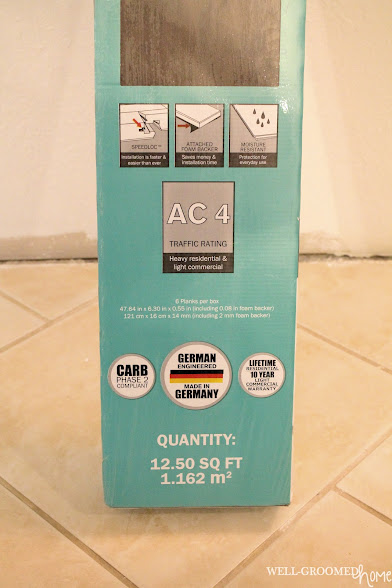 SPEEDLOC™
Installation is faster &
easier than ever
ATTACHED
FOAM BACKER
Saves money &
installation time
MOISTURE
RESISTANT
Protection for
everyday use
AC 4
TRAFFIC RATING
Heavy residential &
light commercial
6 Planks per box
47.64 in x 6.30 in x 0.55 in (including 0.08 in foam backer)
121 cm x 16 cm x 14 mm (including 2 mm foam backer)
CARB
PHASE 2
COMPLIANT
GERMAN
ENGINEERED
MADE IN
GERMANY
LIFETIME
RESIDENTIAL
10 YEAR
LIGHT
COMMERCIAL
WARRANTY
QUANTITY:
12.50 SQ FT
1.162 m²
WELL-GROOMED home